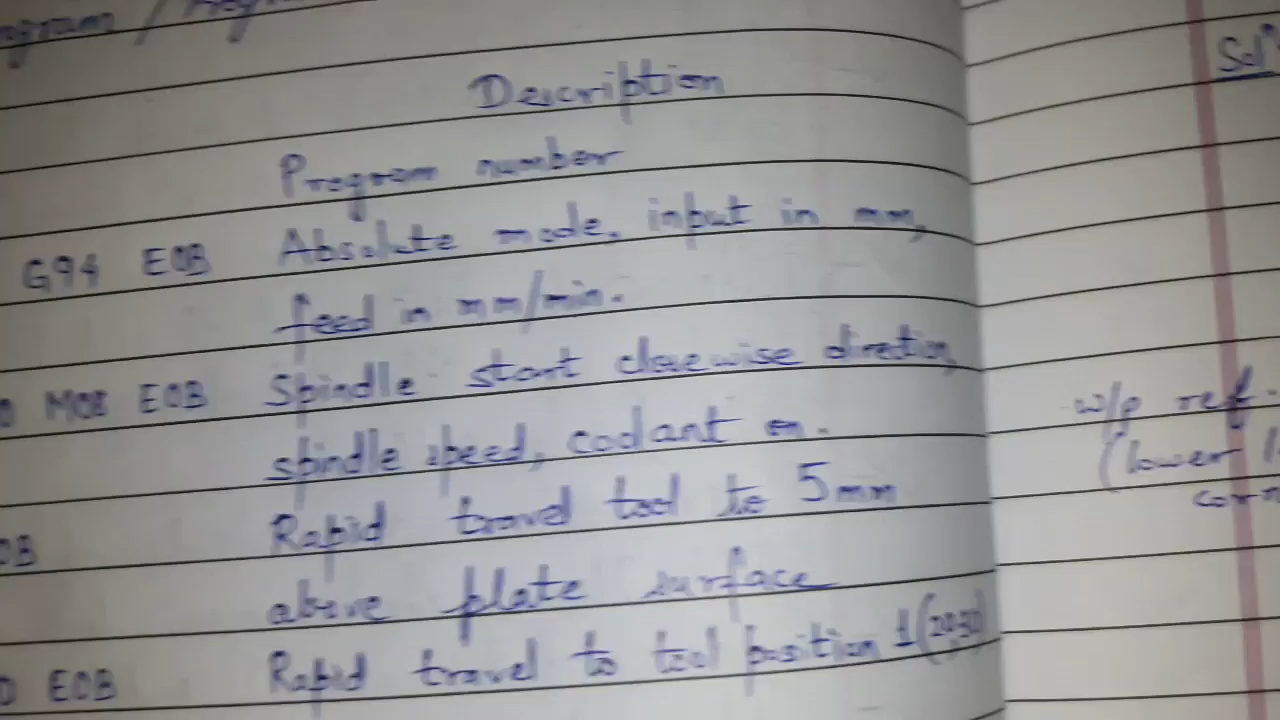 Description
Program number
G94 EOB Absolute mode, input in mm,
feed in mm/min.
M08 EOB Spindle start clockwise direction,
spindle speed, coolant on.
Rapid travel tool to 5mm
above plate surface
EOB Rapid travel to tool position 1
Sol
w/p ref.
(lower